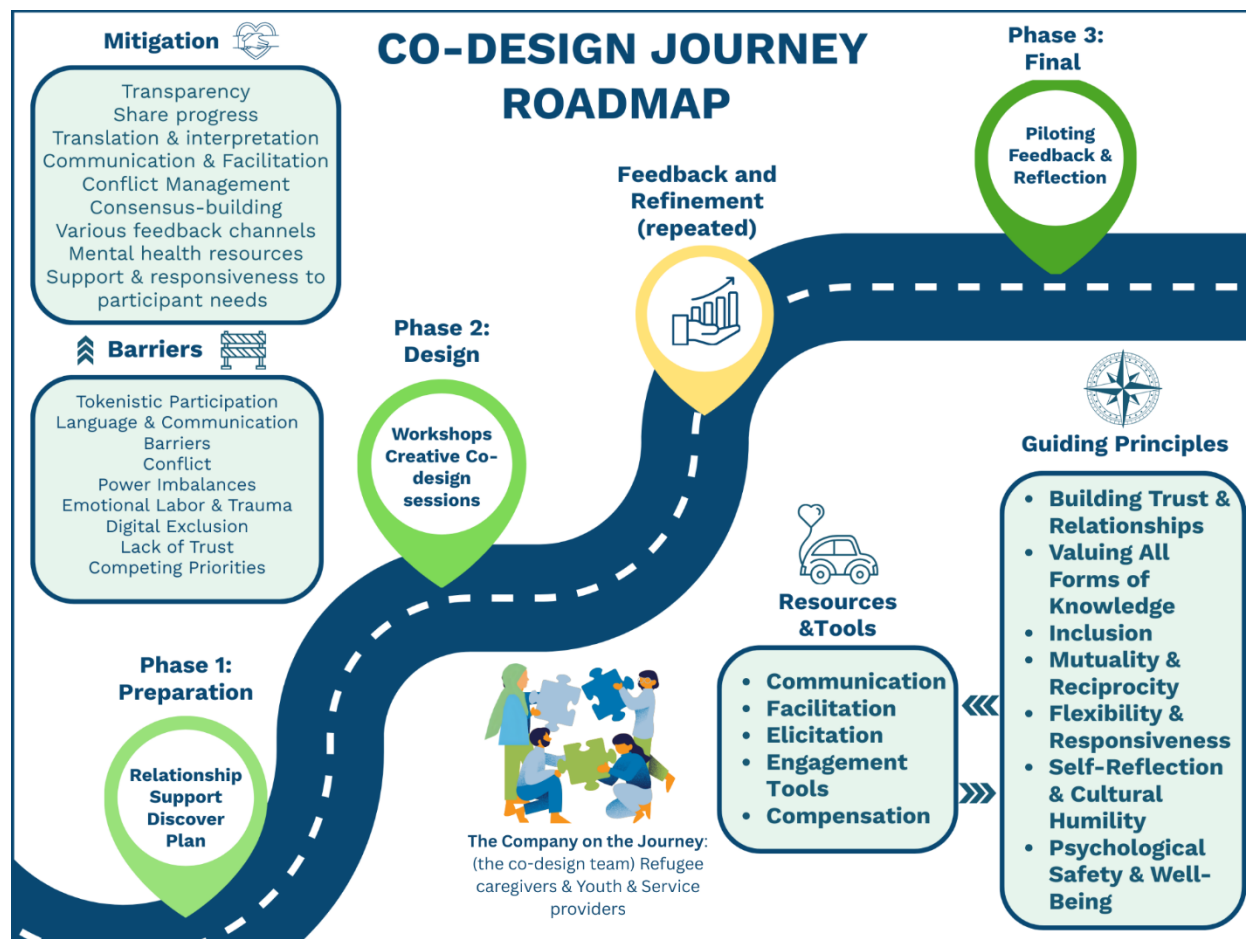 CO-DESIGN JOURNEY
ROADMAP
Mitigation
Transparency
Share progress
Translation & interpretation
Communication & Facilitation
Conflict Management
Consensus-building
Various feedback channels
Mental health resources
Support & responsiveness to
participant needs
Barriers
Tokenistic Participation
Language & Communication
Barriers
Conflict
Power Imbalances
Emotional Labor & Trauma
Digital Exclusion
Lack of Trust
Competing Priorities
Phase 1:
Preparation
Relationship
Support
Discover
Plan
Phase 2:
Design
Workshops
Creative Co-
design
sessions
Feedback and
Refinement
(repeated)
Phase 3:
Final
Piloting
Feedback &
Reflection
The Company on the Journey:
(the co-design team) Refugee
caregivers & Youth & Service
providers
Resources
&Tools
• Communication
• Facilitation
• Elicitation
• Engagement
Tools
• Compensation
Guiding Principles
• Building Trust &
Relationships
• Valuing All
Forms of
Knowledge
• Inclusion
• Mutuality &
Reciprocity
• Flexibility &
Responsiveness
• Self-Reflection
& Cultural
Humility
• Psychological
Safety & Well-
Being